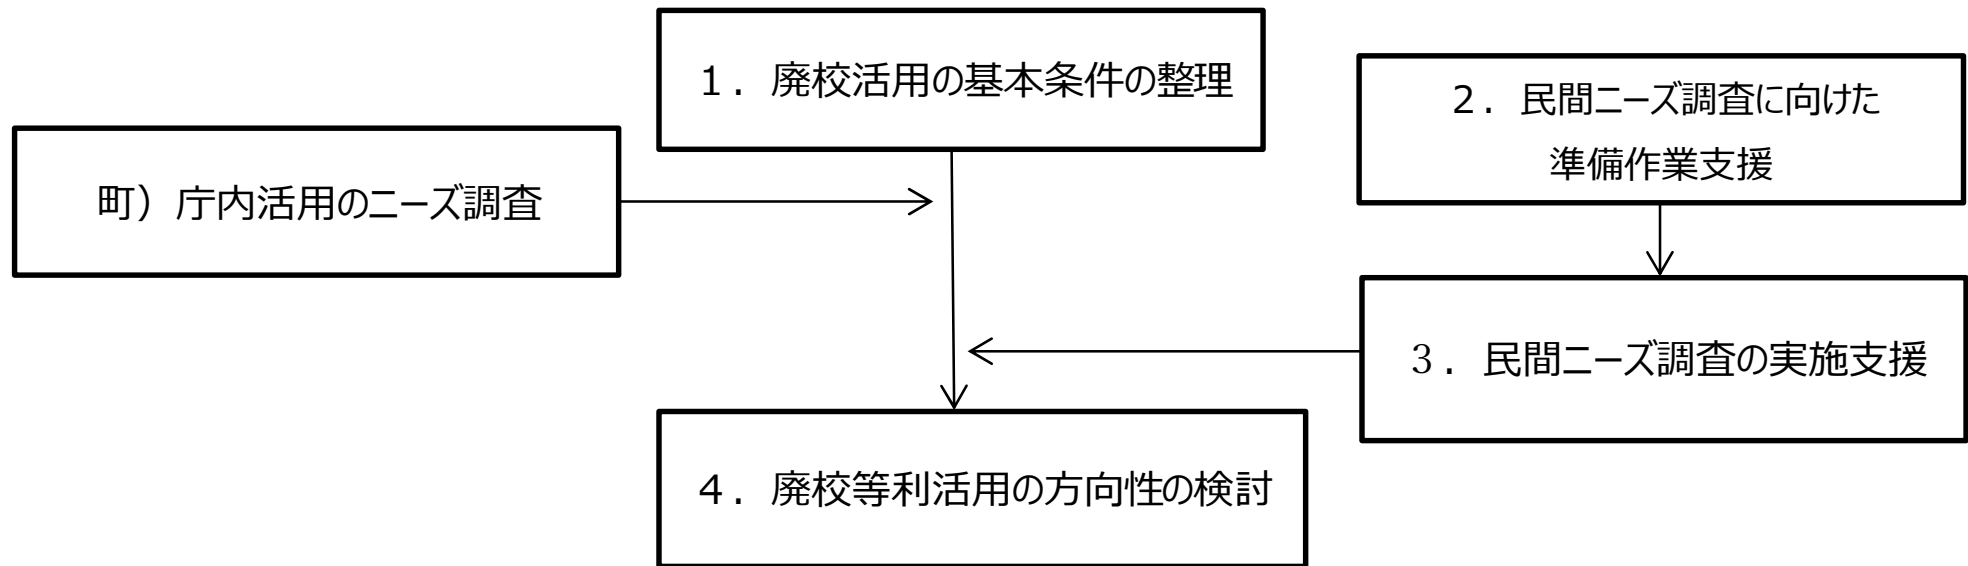 １．廃校活用の基本条件の整理
２．民間ニーズ調査に向けた
準備作業支援
町）庁内活用のニーズ調査
３．民間ニーズ調査の実施支援
４．廃校等利活用の方向性の検討